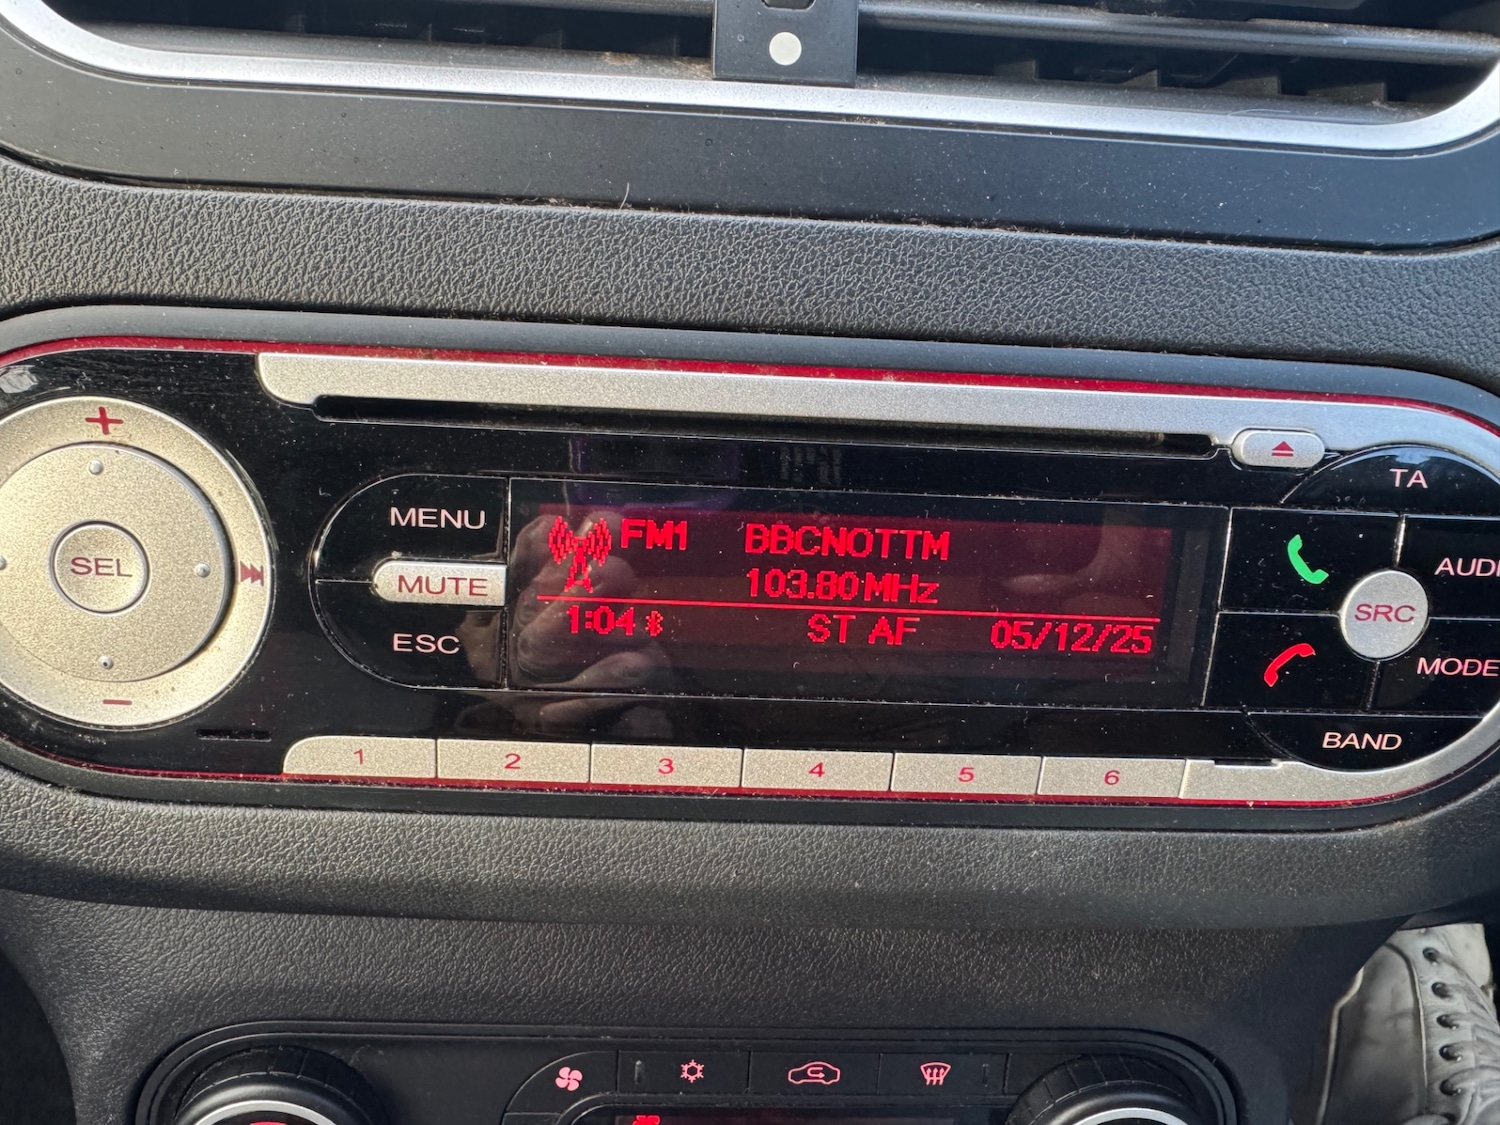 TA
MENU
FM1 BBCNOTTM
AUDI
MUTE
103.80MHz
SEL
SRC
1:04 ST AF 05/12/25
ESC
MODE
BAND
1 2 3 4 5 6